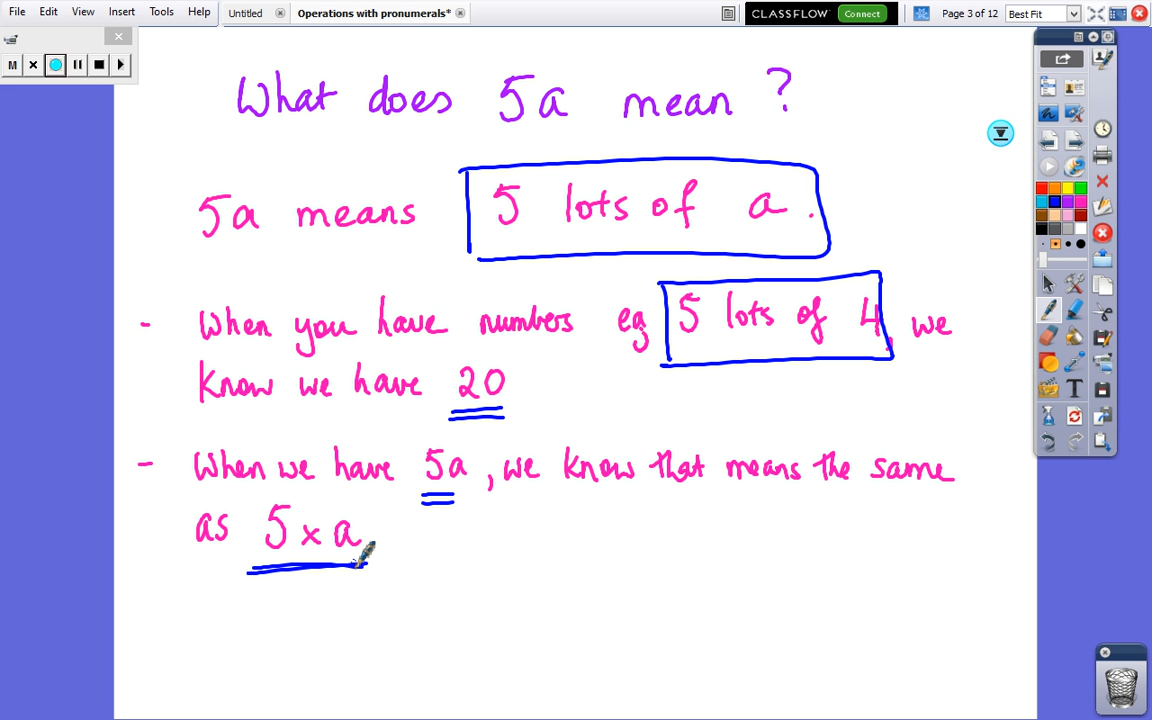 File Edit View Insert Tools Help Untitled Operations with pronumerals* CLASSFLOW Connect Page 3 of 12 Best Fit
M
What does 5a mean ?
5a means 5 lots of a .
- When you have numbers eg 5 lots of 4, we
know we have 20
- When we have 5a , we know that means the same
as 5 x a
T